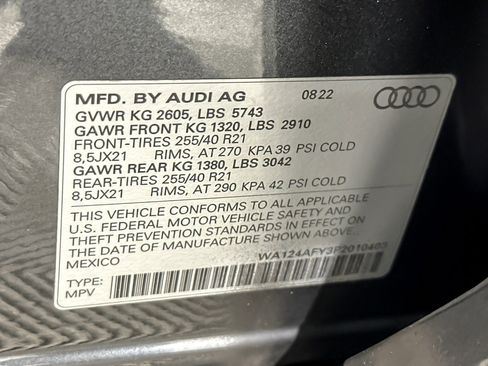 MFD. BY AUDI AG 08.22
GVWR KG 2605, LBS 5743
GAWR FRONT KG 1320, LBS 2910
FRONT-TIRES 255/40 R21
8,5JX21 RIMS, AT 270 KPA 39 PSI COLD
GAWR REAR KG 1380, LBS 3042
REAR-TIRES 255/40 R21
8,5JX21 RIMS, AT 290 KPA 42 PSI COLD
THIS VEHICLE CONFORMS TO ALL APPLICABLE
U.S. FEDERAL MOTOR VEHICLE SAFETY AND
THEFT PREVENTION STANDARDS IN EFFECT ON
THE DATE OF MANUFACTURE SHOWN ABOVE.
MEXICO
WA124AFY3P2010403
TYPE:
MPV